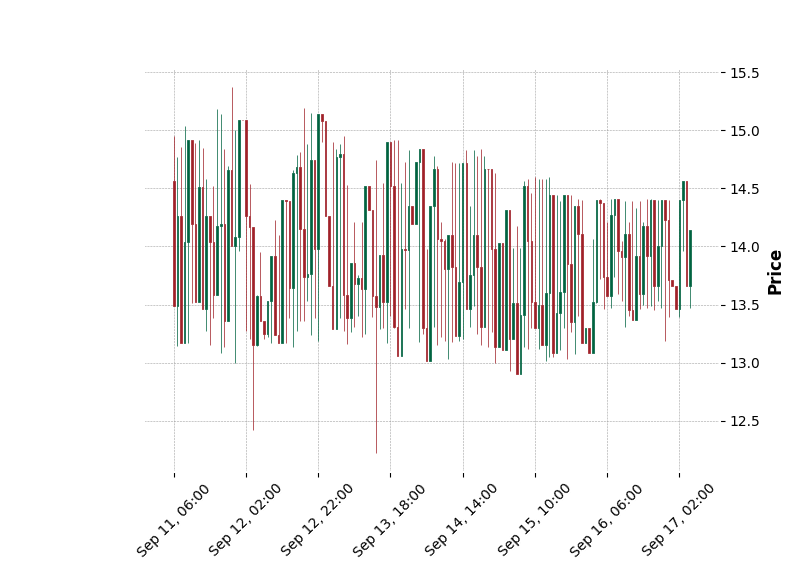 15.5
15.0
14.5
14.0
13.5
13.0
12.5
Price
Sep 11, 06:00
Sep 12, 02:00
Sep 12, 22:00
Sep 13, 18:00
Sep 14, 14:00
Sep 15, 10:00
Sep 16, 06:00
Sep 17, 02:00